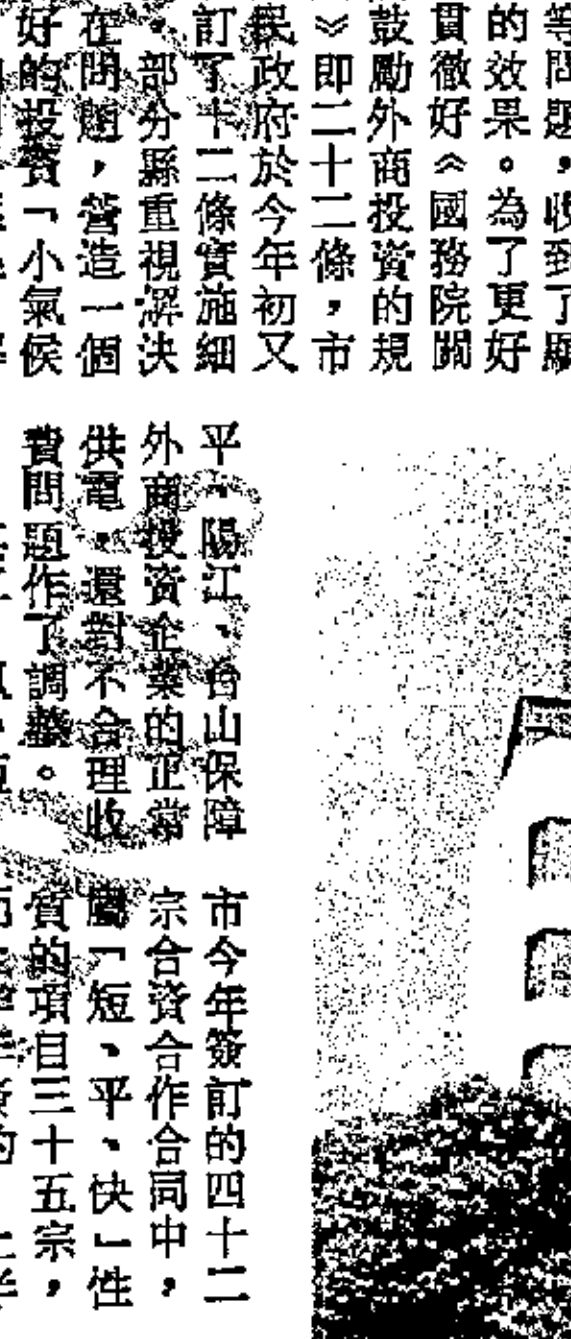 等問題，收到了顯
的效果。為了更好
貫徹好《國務院關
鼓勵外商投資的規
》即二十二條，市
民政府於今年初又
訂了十二條實施細
。部分縣重視解決
在問題，營造一個
好的投資「小氣候
平、陽江、台山保障
外商投資企業的正常
供電，還對不合理收
費問題作了調整。
市今年簽訂的四十二
宗合資合作合同中，
屬「短、平、快」性
質的項目三十五宗，